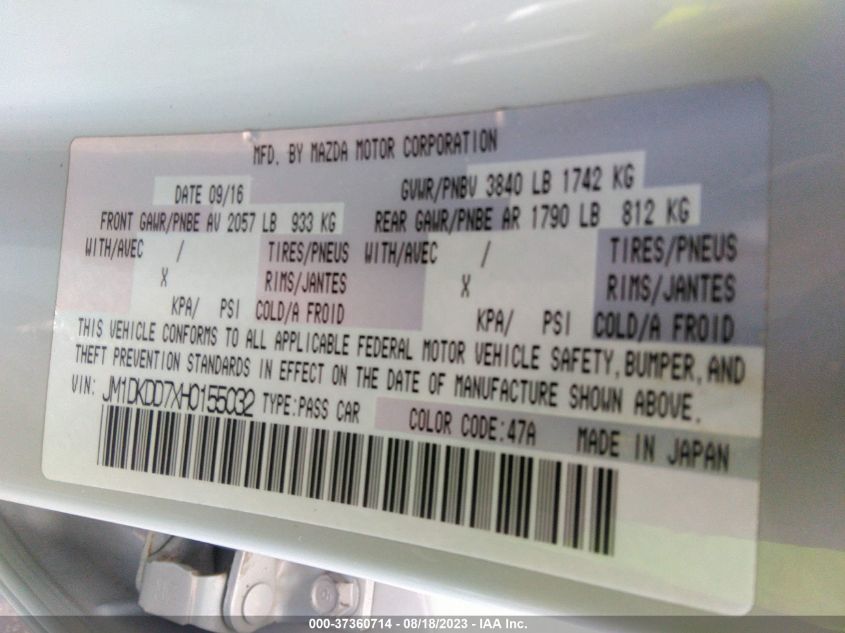 MFD. BY MAZDA MOTOR CORPORATION
DATE 09/16 GVWR/PNBV 3840 LB 1742 KG
FRONT GAWR/PNBE AV 2057 LB 933 KG REAR GAWR/PNBE AR 1790 LB 812 KG
WITH/AVEC / TIRES/PNEUS WITH/AVEC / TIRES/PNEUS
X RIMS/JANTES X RIMS/JANTES
KPA/ PSI COLD/A FROID KPA/ PSI COLD/A FROID
THIS VEHICLE CONFORMS TO ALL APPLICABLE FEDERAL MOTOR VEHICLE SAFETY, BUMPER, AND
THEFT PREVENTION STANDARDS IN EFFECT ON THE DATE OF MANUFACTURE SHOWN ABOVE.
VIN: JM1DKDD7XH0155032 TYPE:PASS CAR COLOR CODE:47A MADE IN JAPAN
000-37360714 - 08/18/2023 - IAA Inc.